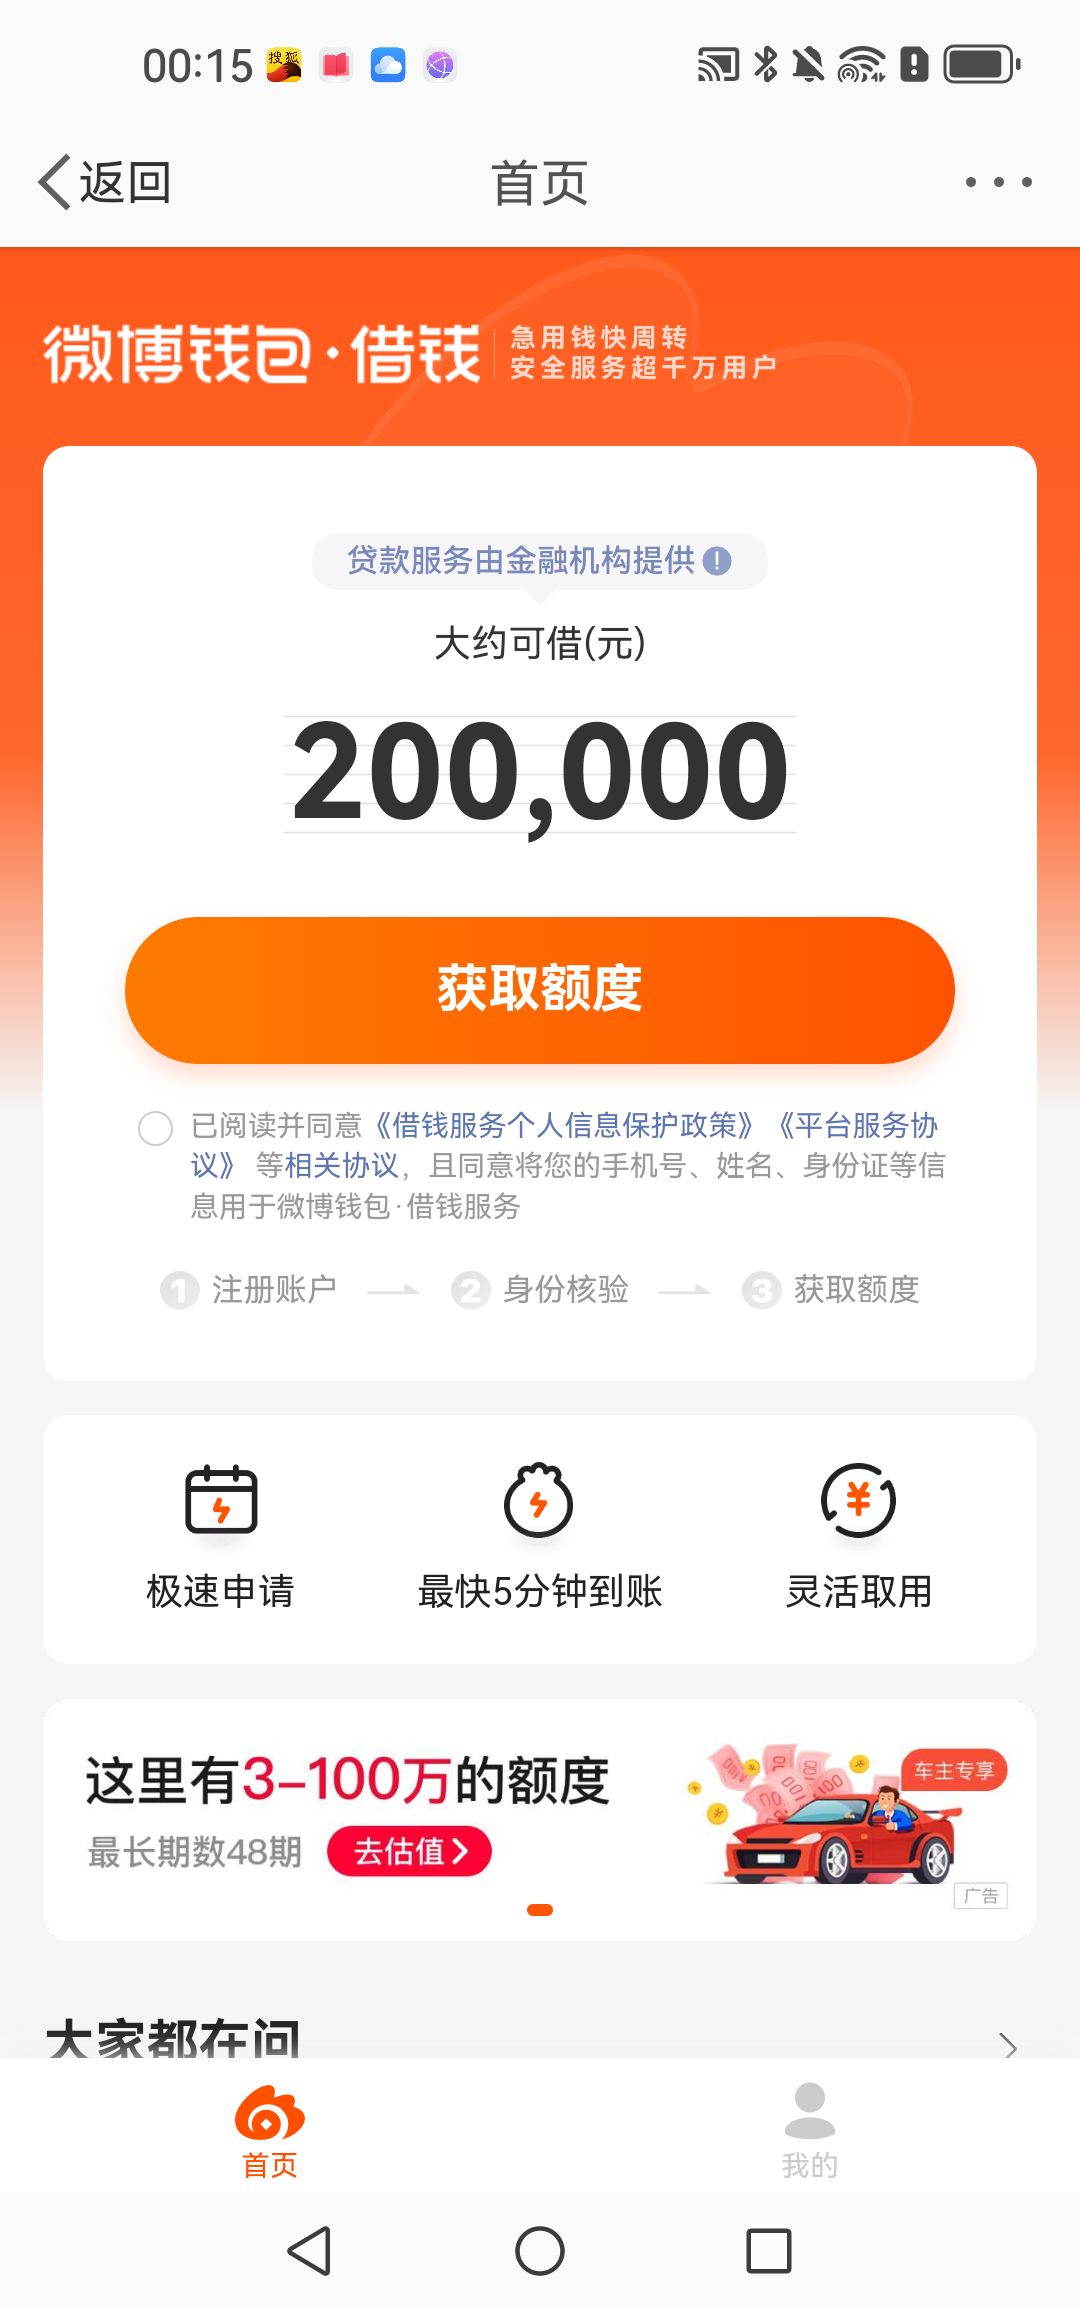 00:15
搜狐
返回
首页
微博钱包·借钱
急用钱快周转
安全服务超千万用户
贷款服务由金融机构提供
大约可借(元)
200,000
获取额度
已阅读并同意《借钱服务个人信息保护政策》《平台服务协
议》 等相关协议，且同意将您的手机号、姓名、身份证等信
息用于微博钱包·借钱服务
1 注册账户
2 身份核验
3 获取额度
极速申请
最快5分钟到账
灵活取用
这里有3-100万的额度
车主专享
最长期数48期
去估值
广告
大家都在问
首页
我的